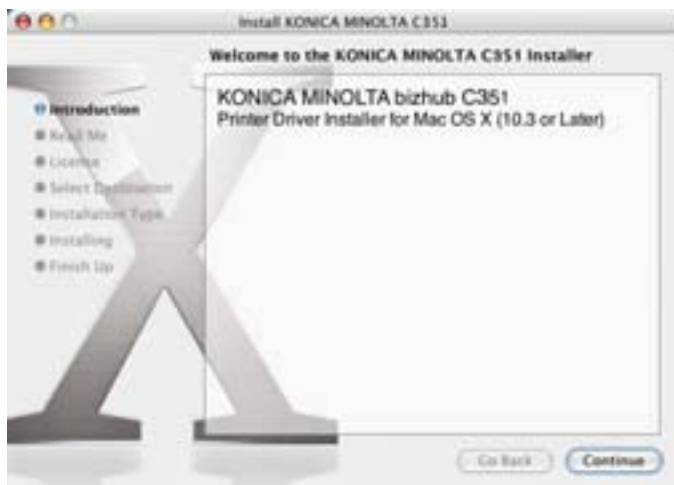 Install KONICA MINOLTA C351
Welcome to the KONICA MINOLTA C351 Installer
Introduction
Read Me
License
Select Destination
Installation Type
Installing
Finish Up
KONICA MINOLTA bizhub C351
Printer Driver Installer for Mac OS X (10.3 or Later)
Go Back
Continue